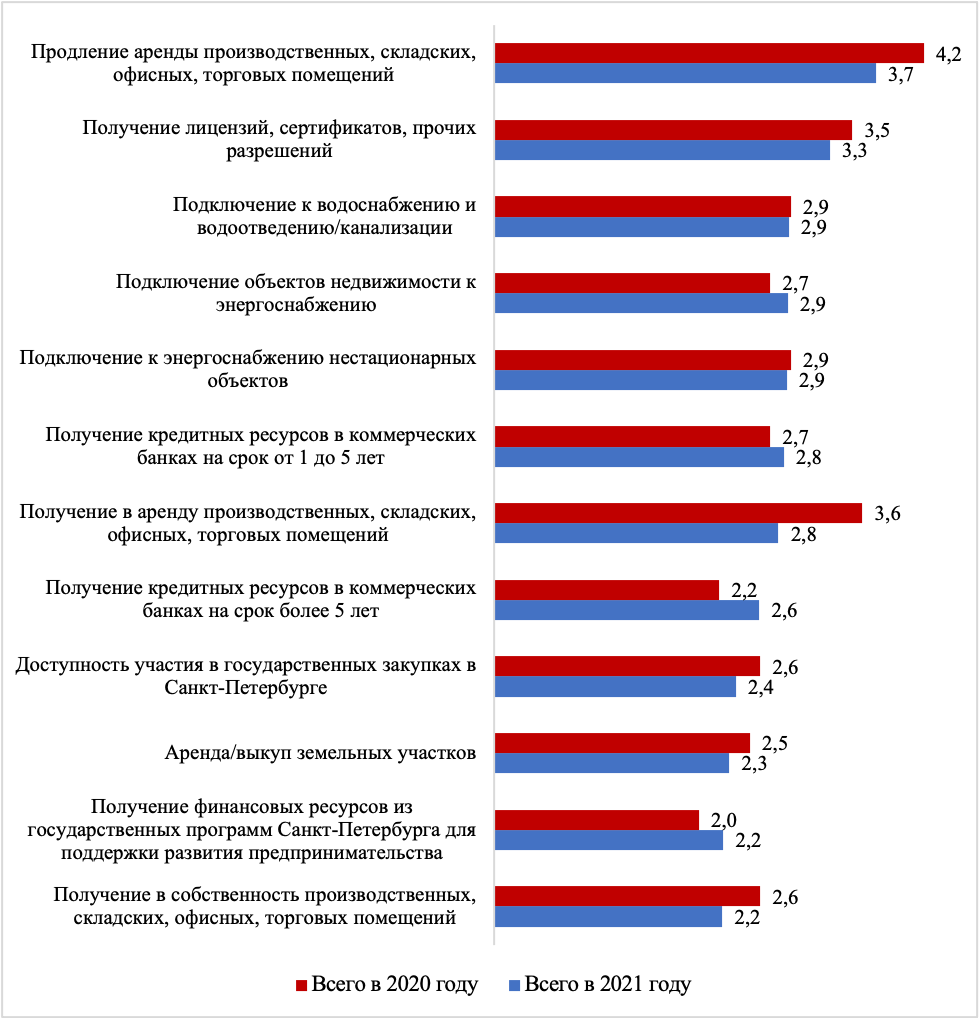 Продление аренды производственных, складских,
офисных, торговых помещений
4,2
3,7
Получение лицензий, сертификатов, прочих
разрешений
3,5
3,3
Подключение к водоснабжению и
водоотведению/канализации
2,9
2,9
Подключение объектов недвижимости к
энергоснабжению
2,7
2,9
Подключение к энергоснабжению нестационарных
объектов
2,9
2,9
Получение кредитных ресурсов в коммерческих
банках на срок от 1 до 5 лет
2,7
2,8
Получение в аренду производственных, складских,
офисных, торговых помещений
3,6
2,8
Получение кредитных ресурсов в коммерческих
банках на срок более 5 лет
2,2
2,6
Доступность участия в государственных закупках в
Санкт-Петербурге
2,6
2,4
Аренда/выкуп земельных участков
2,5
2,3
Получение финансовых ресурсов из
государственных программ Санкт-Петербурга для
поддержки развития предпринимательства
2,0
2,2
Получение в собственность производственных,
складских, офисных, торговых помещений
2,6
2,2
Всего в 2020 году
Всего в 2021 году